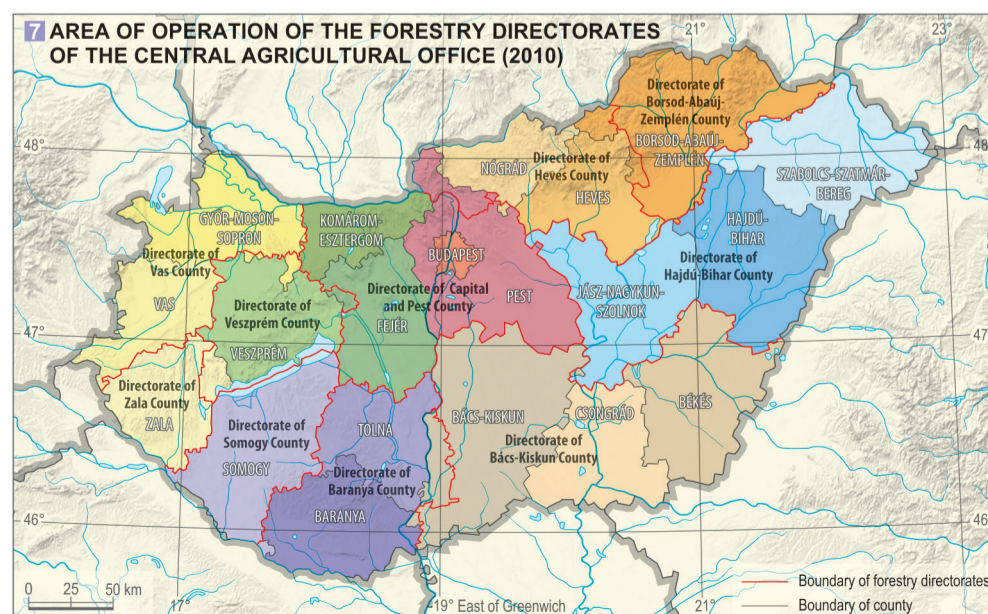 7 AREA OF OPERATION OF THE FORESTRY DIRECTORATES
OF THE CENTRAL AGRICULTURAL OFFICE (2010)
21°
23°
48°
48
47°
47
46°
46
17°
19° East of Greenwich
21°
Directorate of
Borsod-Abaúj-
Zemplén County
BORSOD-ABAÚJ-
ZEMPLÉN
NÓGRÁD
Directorate of
Heves County
HEVES
SZABOLCS-SZATMÁR-
BEREG
HAJDÚ-
BIHAR
Directorate of
Hajdú-Bihar County
JÁSZ-NAGYKUN-
SZOLNOK
GYŐR-MOSON-
SOPRON
Directorate of
Vas County
VAS
KOMÁROM-
ESZTERGOM
BUDAPEST
Directorate of Capital
and Pest County
PEST
FEJÉR
Directorate of
Veszprém County
VESZPRÉM
Directorate of
Zala County
ZALA
Directorate of
Somogy County
SOMOGY
TOLNA
Directorate of
Baranya County
BARANYA
BÁCS-KISKUN
Directorate of
Bács-Kiskun County
CSONGRÁD
BÉKÉS
0 25 50 km
Boundary of forestry directorates
Boundary of county